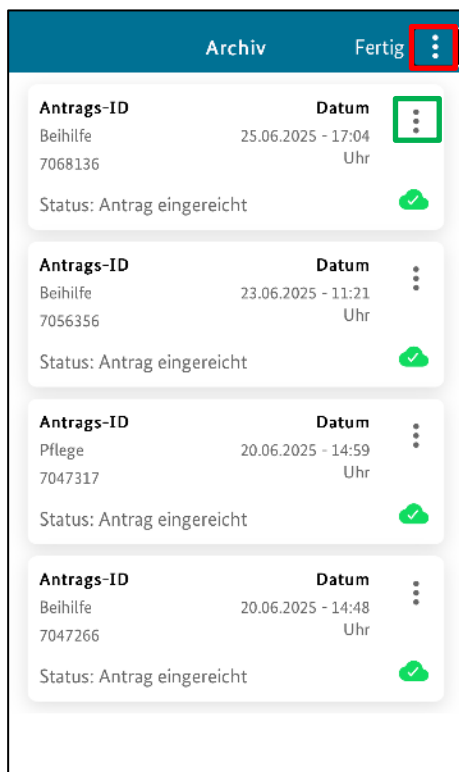 Archiv Fertig
Antrags-ID Datum
Beihilfe 25.06.2025 - 17:04
7068136 Uhr
Status: Antrag eingereicht
Antrags-ID Datum
Beihilfe 23.06.2025 - 11:21
7056356 Uhr
Status: Antrag eingereicht
Antrags-ID Datum
Pflege 20.06.2025 - 14:59
7047317 Uhr
Status: Antrag eingereicht
Antrags-ID Datum
Beihilfe 20.06.2025 - 14:48
7047266 Uhr
Status: Antrag eingereicht